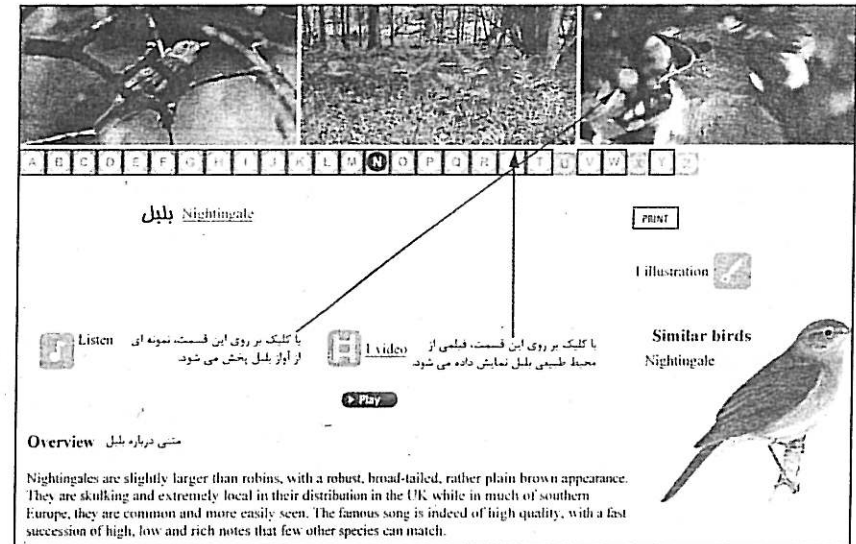 A B C D E F G H I J K L M N O P Q R T U V W X Y Z
بلبل Nightingale
PRINT
1 illustration
Listen
با کلیک بر روی این قسمت، نمونه ای
از آواز بلبل پخش می شود.
1 video
با کلیک بر روی این قسمت، فیلمی از
محیط طبیعی بلبل نمایش داده می شود.
Play
Similar birds
Nightingale
Overview متنی درباره بلبل
Nightingales are slightly larger than robins, with a robust, broad-tailed, rather plain brown appearance.
They are skulking and extremely local in their distribution in the UK while in much of southern
Europe, they are common and more easily seen. The famous song is indeed of high quality, with a fast
succession of high, low and rich notes that few other species can match.